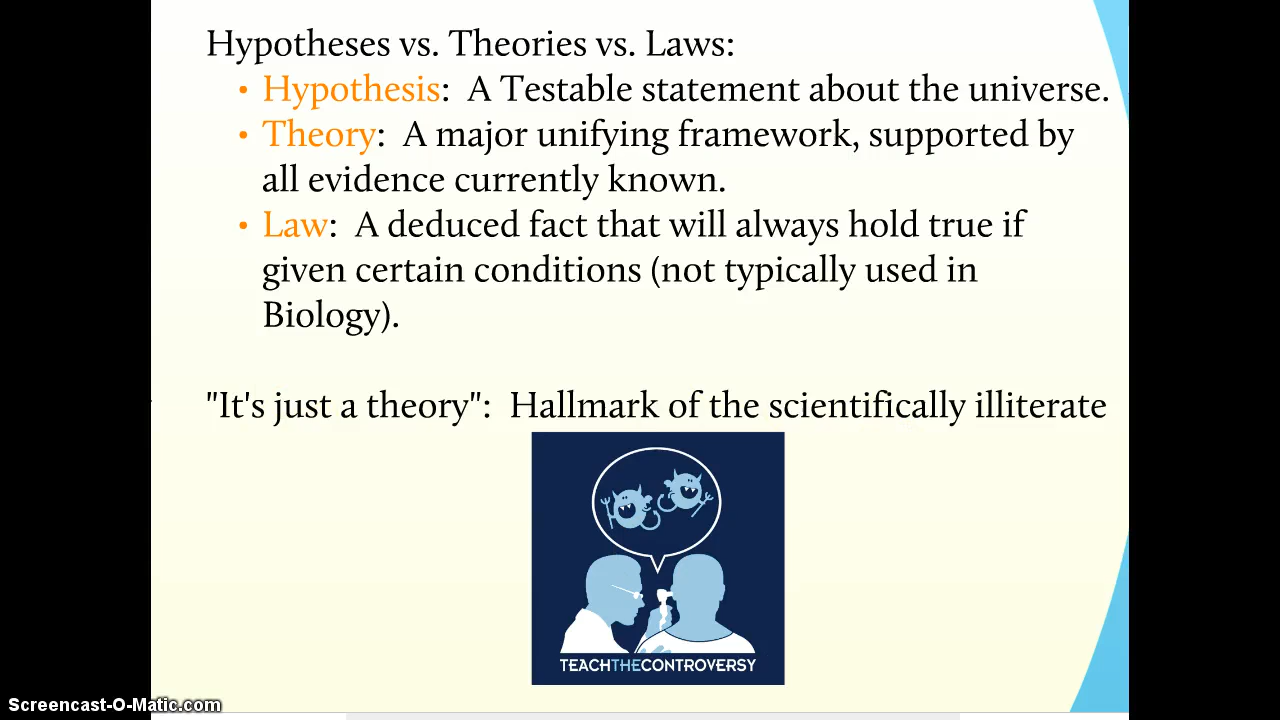 Hypotheses vs. Theories vs. Laws:
• Hypothesis: A Testable statement about the universe.
• Theory: A major unifying framework, supported by
all evidence currently known.
• Law: A deduced fact that will always hold true if
given certain conditions (not typically used in
Biology).
"It's just a theory": Hallmark of the scientifically illiterate
TEACHTHECONTROVERSY
Screencast-O-Matic.com